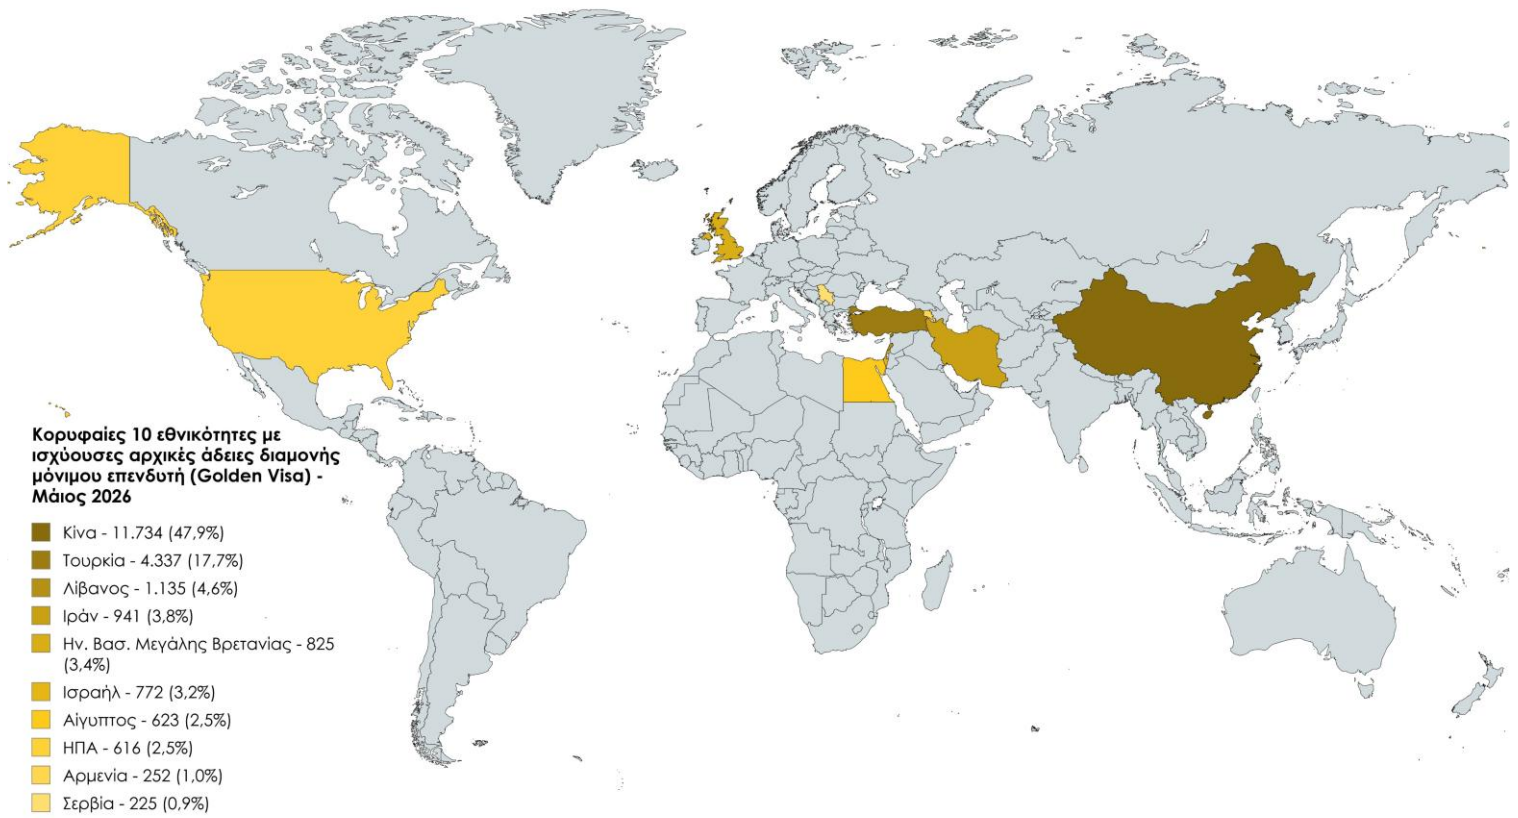 Κορυφαίες 10 εθνικότητες με
ισχύουσες αρχικές άδειες διαμονής
μόνιμου επενδυτή (Golden Visa) -
Μάιος 2026
Κίνα - 11.734 (47,9%)
Τουρκία - 4.337 (17,7%)
Λίβανος - 1.135 (4,6%)
Ιράν - 941 (3,8%)
Ην. Βασ. Μεγάλης Βρετανίας - 825
(3,4%)
Ισραήλ - 772 (3,2%)
Αίγυπτος - 623 (2,5%)
ΗΠΑ - 616 (2,5%)
Αρμενία - 252 (1,0%)
Σερβία - 225 (0,9%)